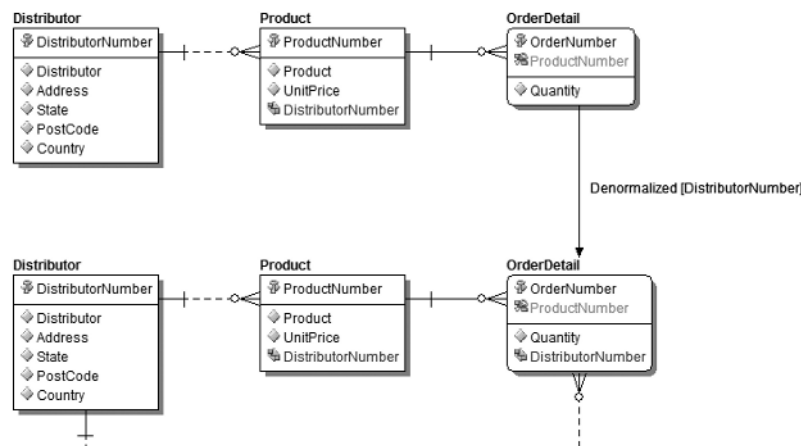 Distributor
DistributorNumber
Distributor
Address
State
PostCode
Country
Product
ProductNumber
Product
UnitPrice
DistributorNumber
OrderDetail
OrderNumber
ProductNumber
Quantity
Denormalized [DistributorNumber]
Distributor
DistributorNumber
Distributor
Address
State
PostCode
Country
Product
ProductNumber
Product
UnitPrice
DistributorNumber
OrderDetail
OrderNumber
ProductNumber
Quantity
DistributorNumber